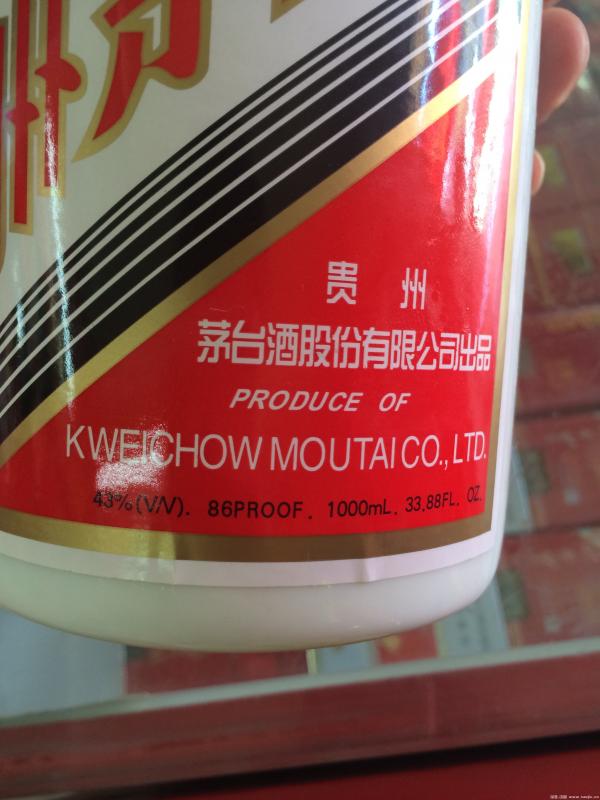 贵州
茅台酒股份有限公司出品
PRODUCE OF
KWEICHOW MOUTAI CO., LTD.
43%(V/V). 86PROOF. 1000mL. 33.88FL. OZ.